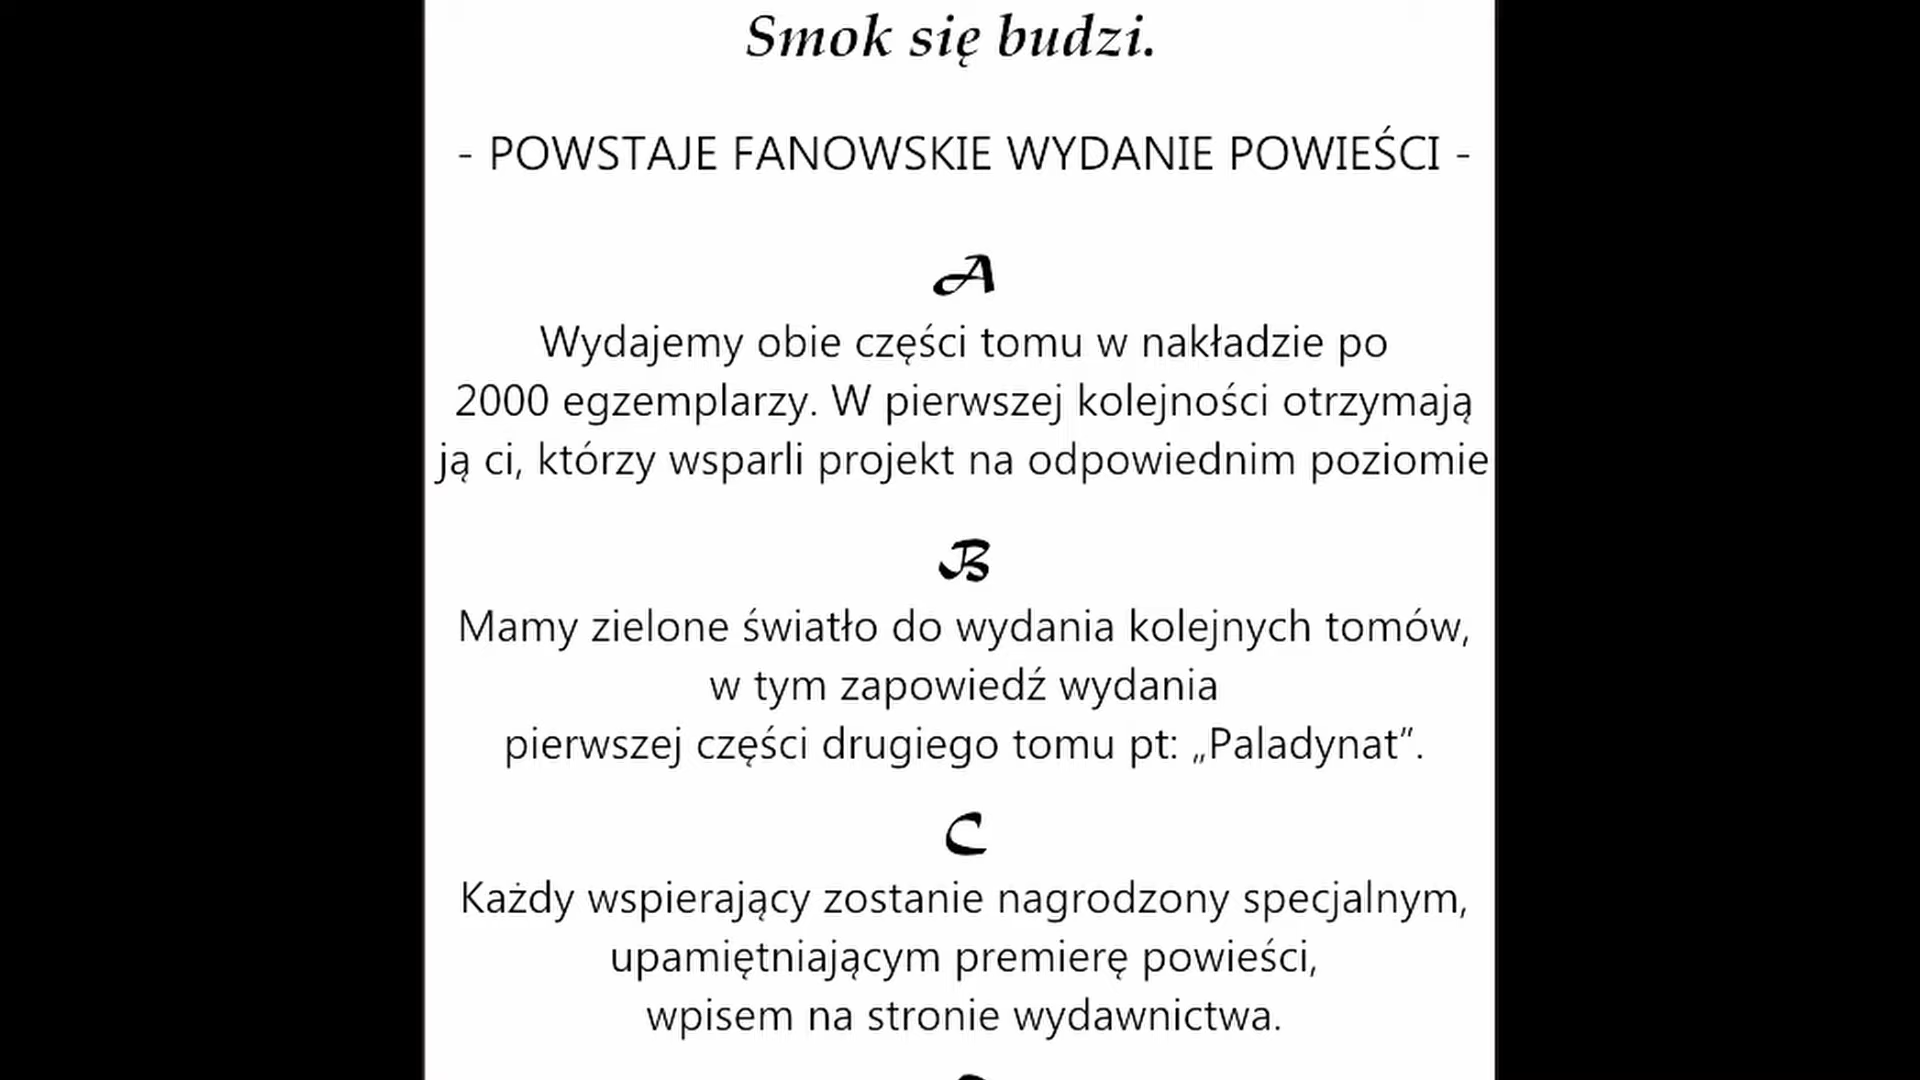 Smok się budzi.
- POWSTAJE FANOWSKIE WYDANIE POWIEŚCI -
A
Wydajemy obie części tomu w nakładzie po
2000 egzemplarzy. W pierwszej kolejności otrzymają
ją ci, którzy wsparli projekt na odpowiednim poziomie
B
Mamy zielone światło do wydania kolejnych tomów,
w tym zapowiedź wydania
pierwszej części drugiego tomu pt: „Paladynat”.
C
Każdy wspierający zostanie nagrodzony specjalnym,
upamiętniającym premierę powieści,
wpisem na stronie wydawnictwa.